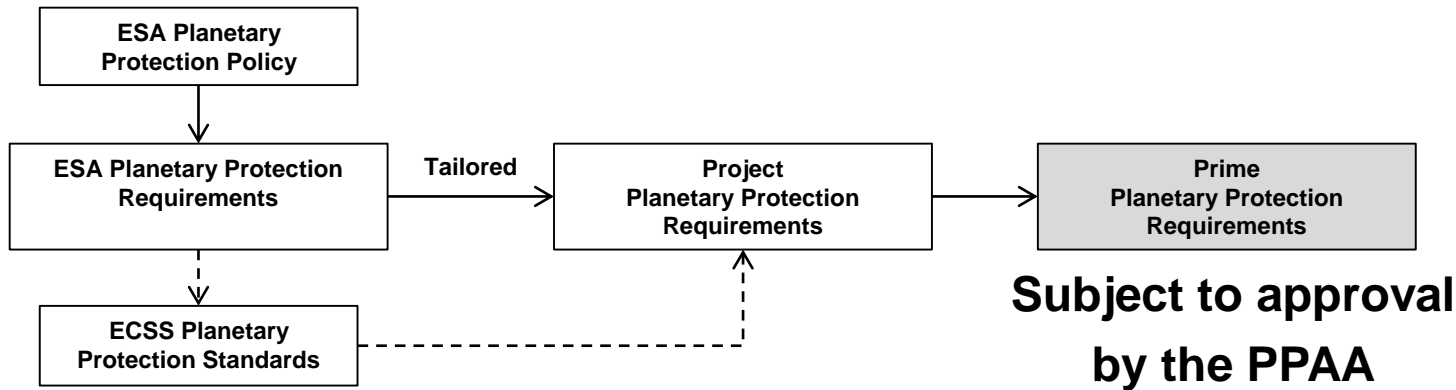 ESA Planetary
Protection Policy
ESA Planetary Protection
Requirements
Tailored
Project
Planetary Protection
Requirements
Prime
Planetary Protection
Requirements
ECSS Planetary
Protection Standards
Subject to approval
by the PPAA